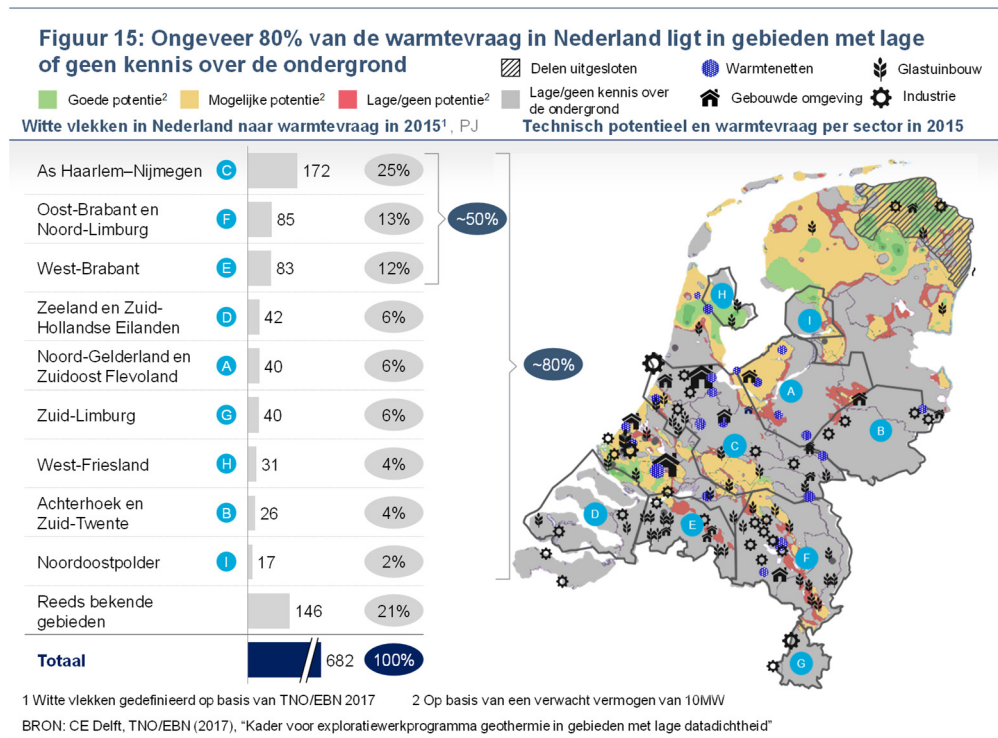 Figuur 15: Ongeveer 80% van de warmtevraag in Nederland ligt in gebieden met lage
of geen kennis over de ondergrond
Delen uitgesloten
Warmtenetten
Glastuinbouw
Goede potentie²
Mogelijke potentie²
Lage/geen potentie²
Lage/geen kennis over
de ondergrond
Gebouwde omgeving
Industrie
Witte vlekken in Nederland naar warmtevraag in 2015¹, PJ
Technisch potentieel en warmtevraag per sector in 2015
As Haarlem–Nijmegen C 172 25%
Oost-Brabant en
Noord-Limburg F 85 13%
~50%
West-Brabant E 83 12%
Zeeland en Zuid-
Hollandse Eilanden D 42 6%
Noord-Gelderland en
Zuidoost Flevoland A 40 6%
~80%
Zuid-Limburg G 40 6%
West-Friesland H 31 4%
Achterhoek en
Zuid-Twente B 26 4%
Noordoostpolder I 17 2%
Reeds bekende
gebieden 146 21%
Totaal 682 100%
H
I
A
B
C
D
E
F
G
1 Witte vlekken gedefinieerd op basis van TNO/EBN 2017
2 Op basis van een verwacht vermogen van 10MW
BRON: CE Delft, TNO/EBN (2017), “Kader voor exploratiewerkprogramma geothermie in gebieden met lage datadichtheid”